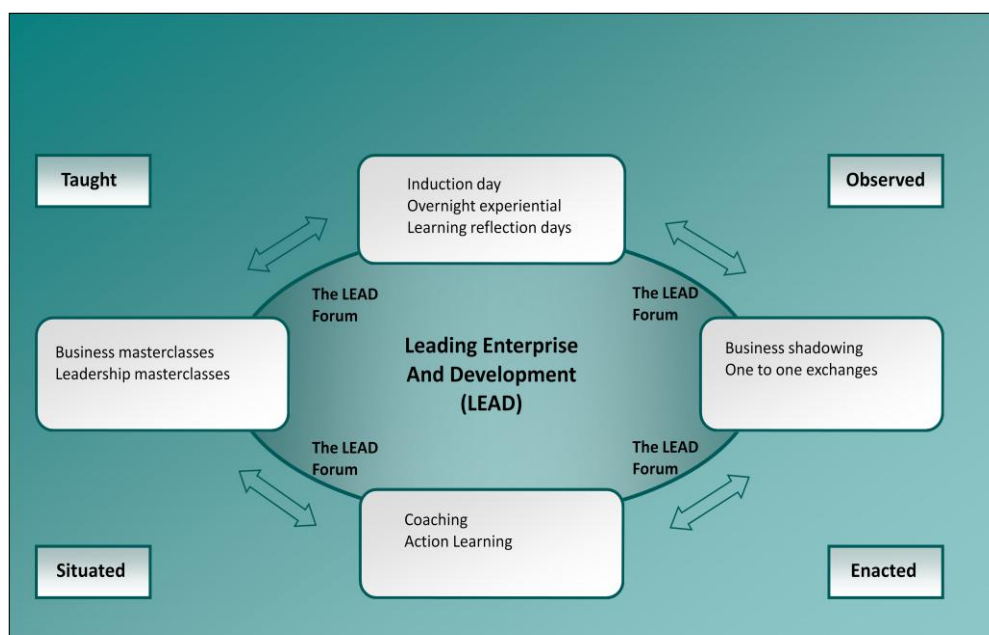 Taught
Observed
Induction day
Overnight experiential
Learning reflection days
The LEAD
Forum
The LEAD
Forum
Business masterclasses
Leadership masterclasses
Leading Enterprise
And Development
(LEAD)
Business shadowing
One to one exchanges
The LEAD
Forum
The LEAD
Forum
Coaching
Action Learning
Situated
Enacted